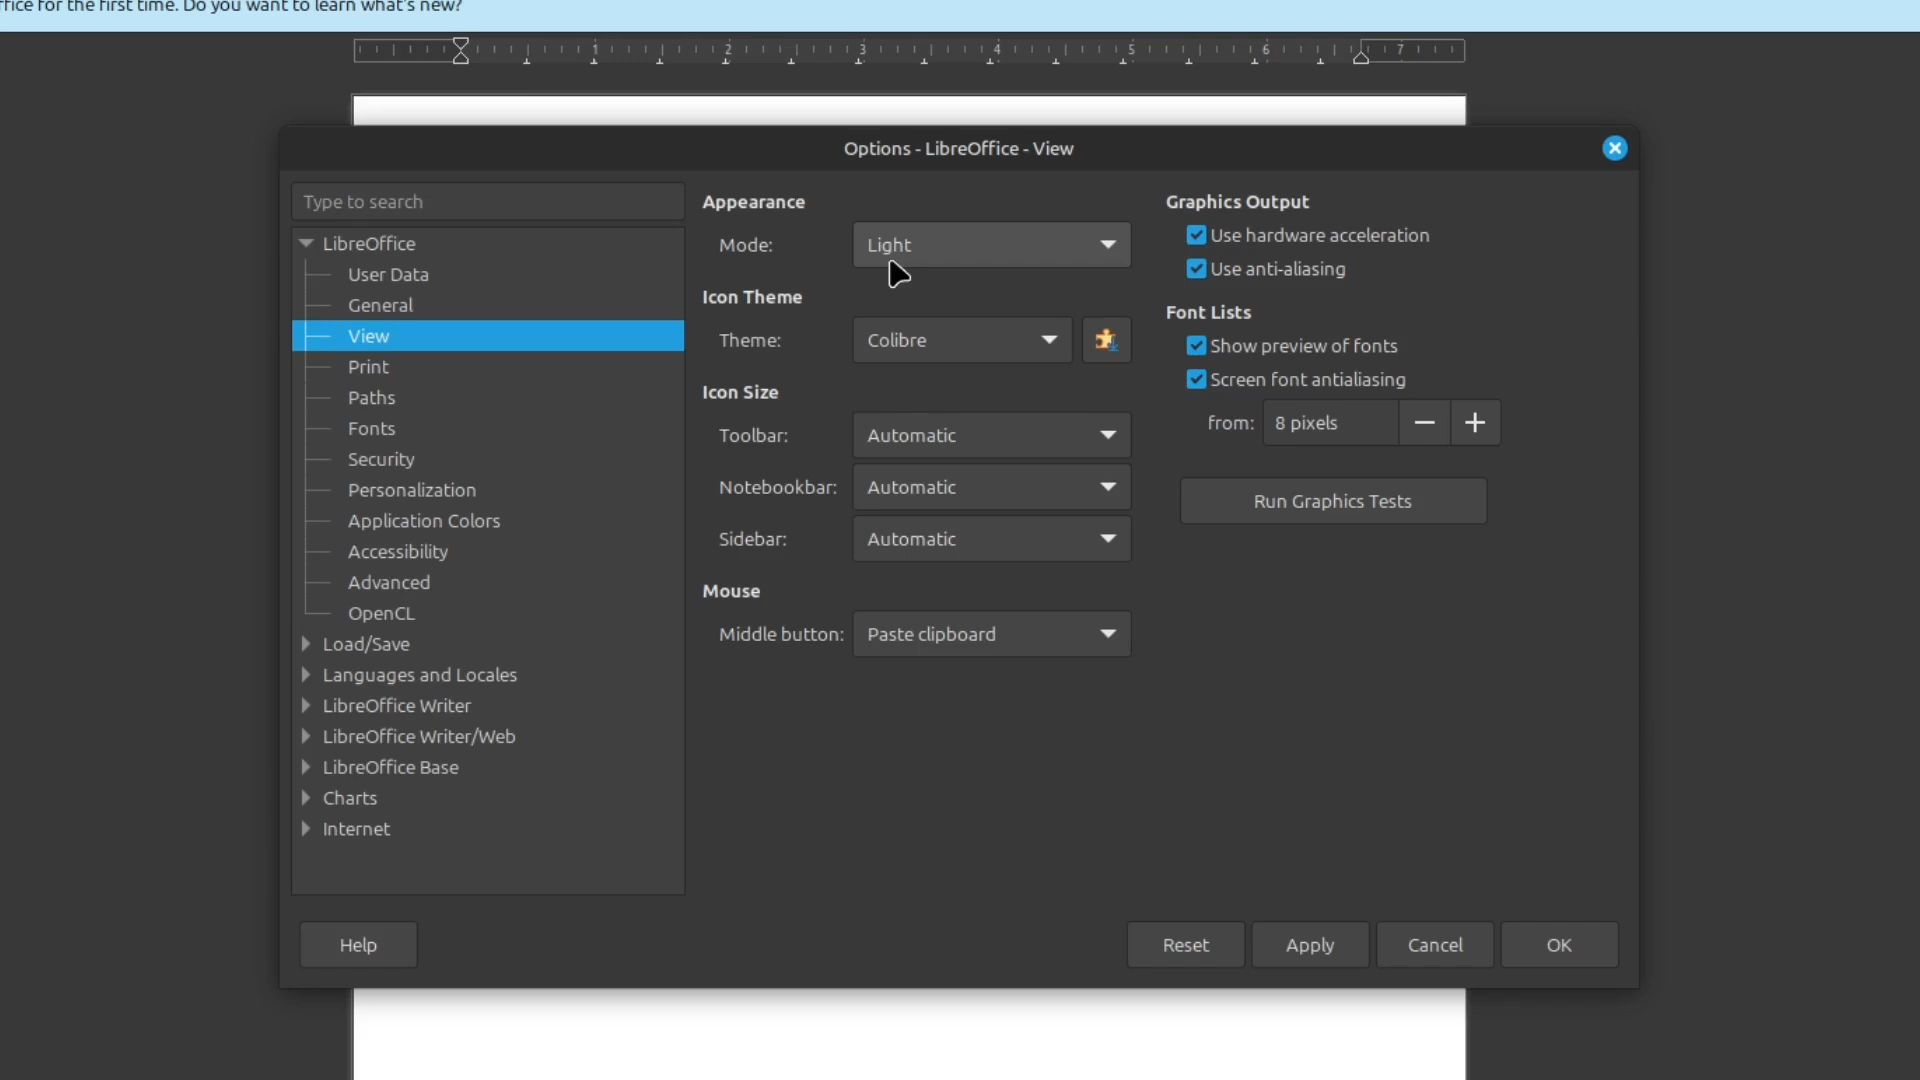 ffice for the first time. Do you want to learn what's new?
1 2 3 4 5 6 7
Options - LibreOffice - View
Type to search
LibreOffice
User Data
General
View
Print
Paths
Fonts
Security
Personalization
Application Colors
Accessibility
Advanced
OpenCL
Load/Save
Languages and Locales
LibreOffice Writer
LibreOffice Writer/Web
LibreOffice Base
Charts
Internet
Appearance
Mode: Light
Icon Theme
Theme: Colibre
Icon Size
Toolbar: Automatic
Notebookbar: Automatic
Sidebar: Automatic
Mouse
Middle button: Paste clipboard
Graphics Output
Use hardware acceleration
Use anti-aliasing
Font Lists
Show preview of fonts
Screen font antialiasing
from: 8 pixels
Run Graphics Tests
Help
Reset
Apply
Cancel
OK